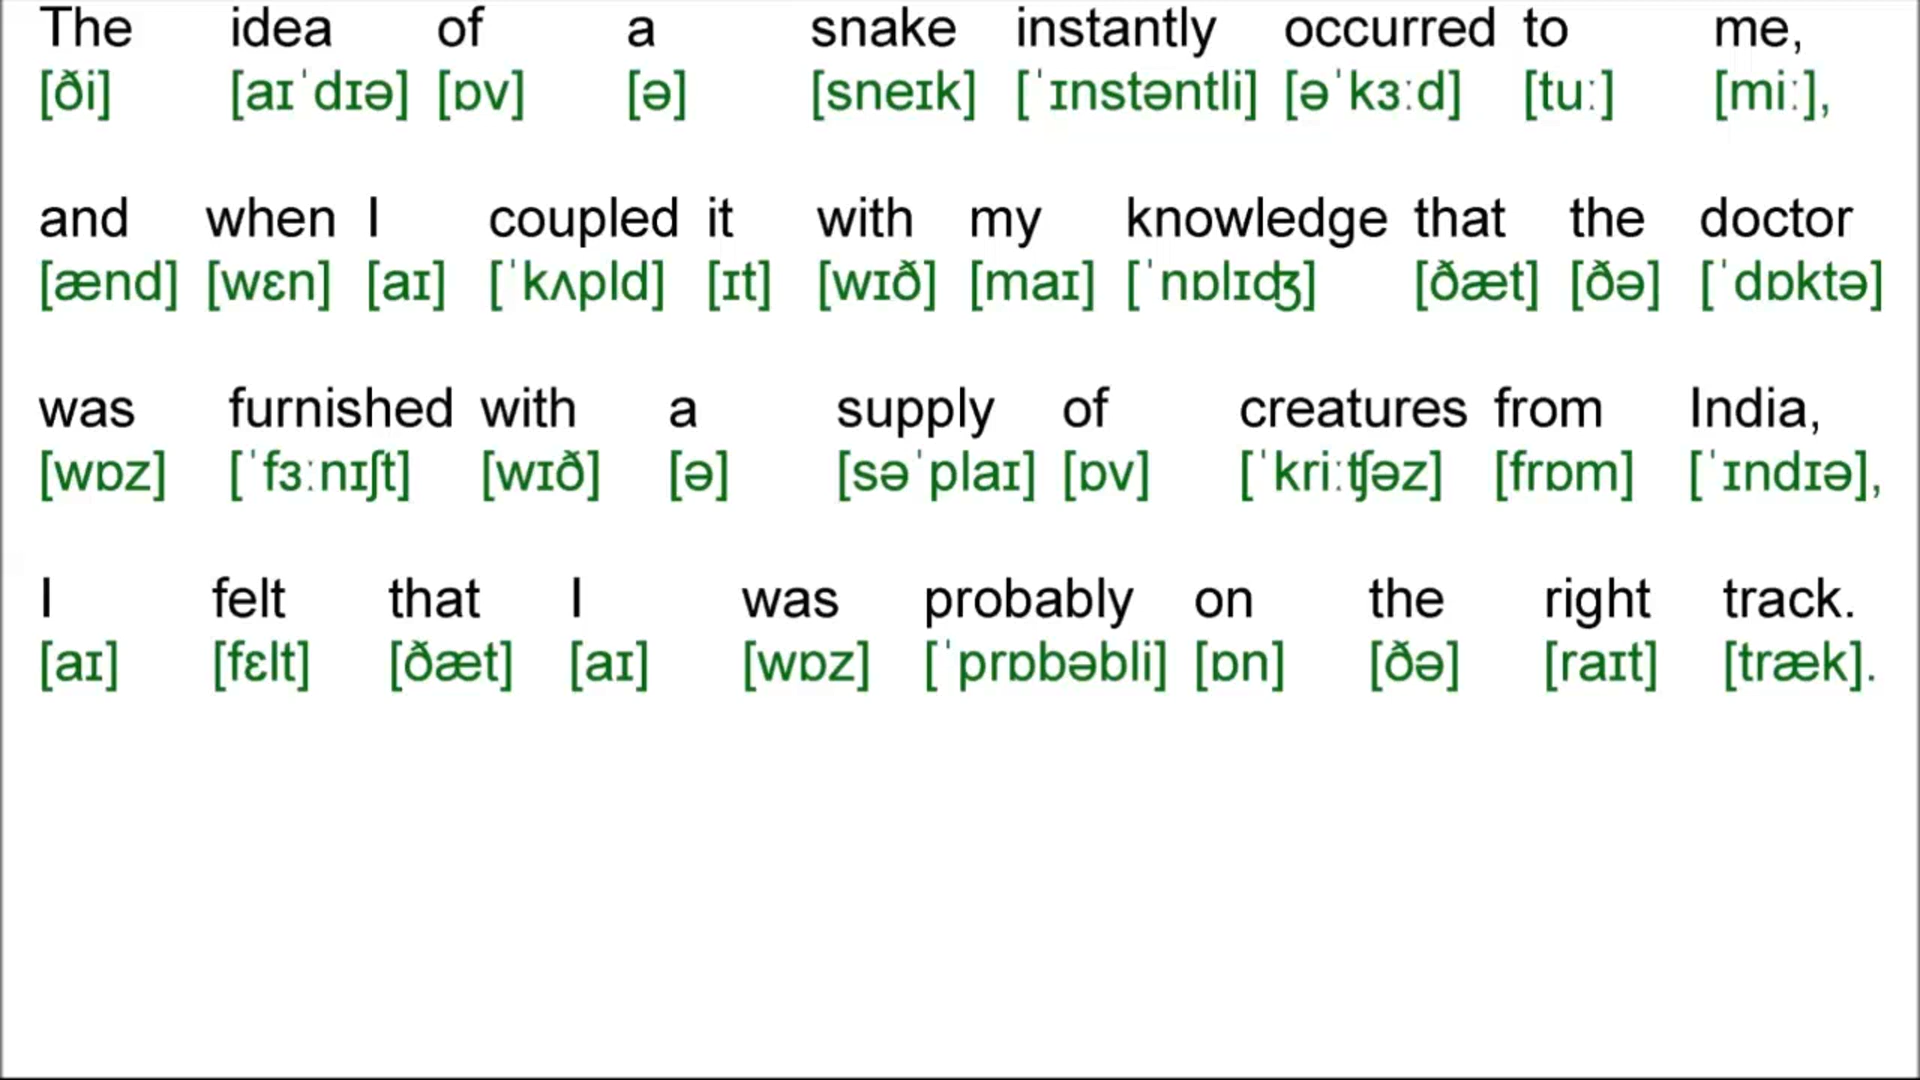 The idea of a snake instantly occurred to me,
[ði] [aɪˈdɪə] [ɒv] [ə] [sneɪk] [ˈɪnstəntli] [əˈkɜːd] [tuː] [miː],
and when I coupled it with my knowledge that the doctor
[ænd] [wɛn] [aɪ] [ˈkʌpld] [ɪt] [wɪð] [maɪ] [ˈnɒlɪʤ] [ðæt] [ðə] [ˈdɒktə]
was furnished with a supply of creatures from India,
[wɒz] [ˈfɜːnɪʃt] [wɪð] [ə] [səˈplaɪ] [ɒv] [ˈkriːʧəz] [frɒm] [ˈɪndɪə],
I felt that I was probably on the right track.
[aɪ] [fɛlt] [ðæt] [aɪ] [wɒz] [ˈprɒbəbli] [ɒn] [ðə] [raɪt] [træk].